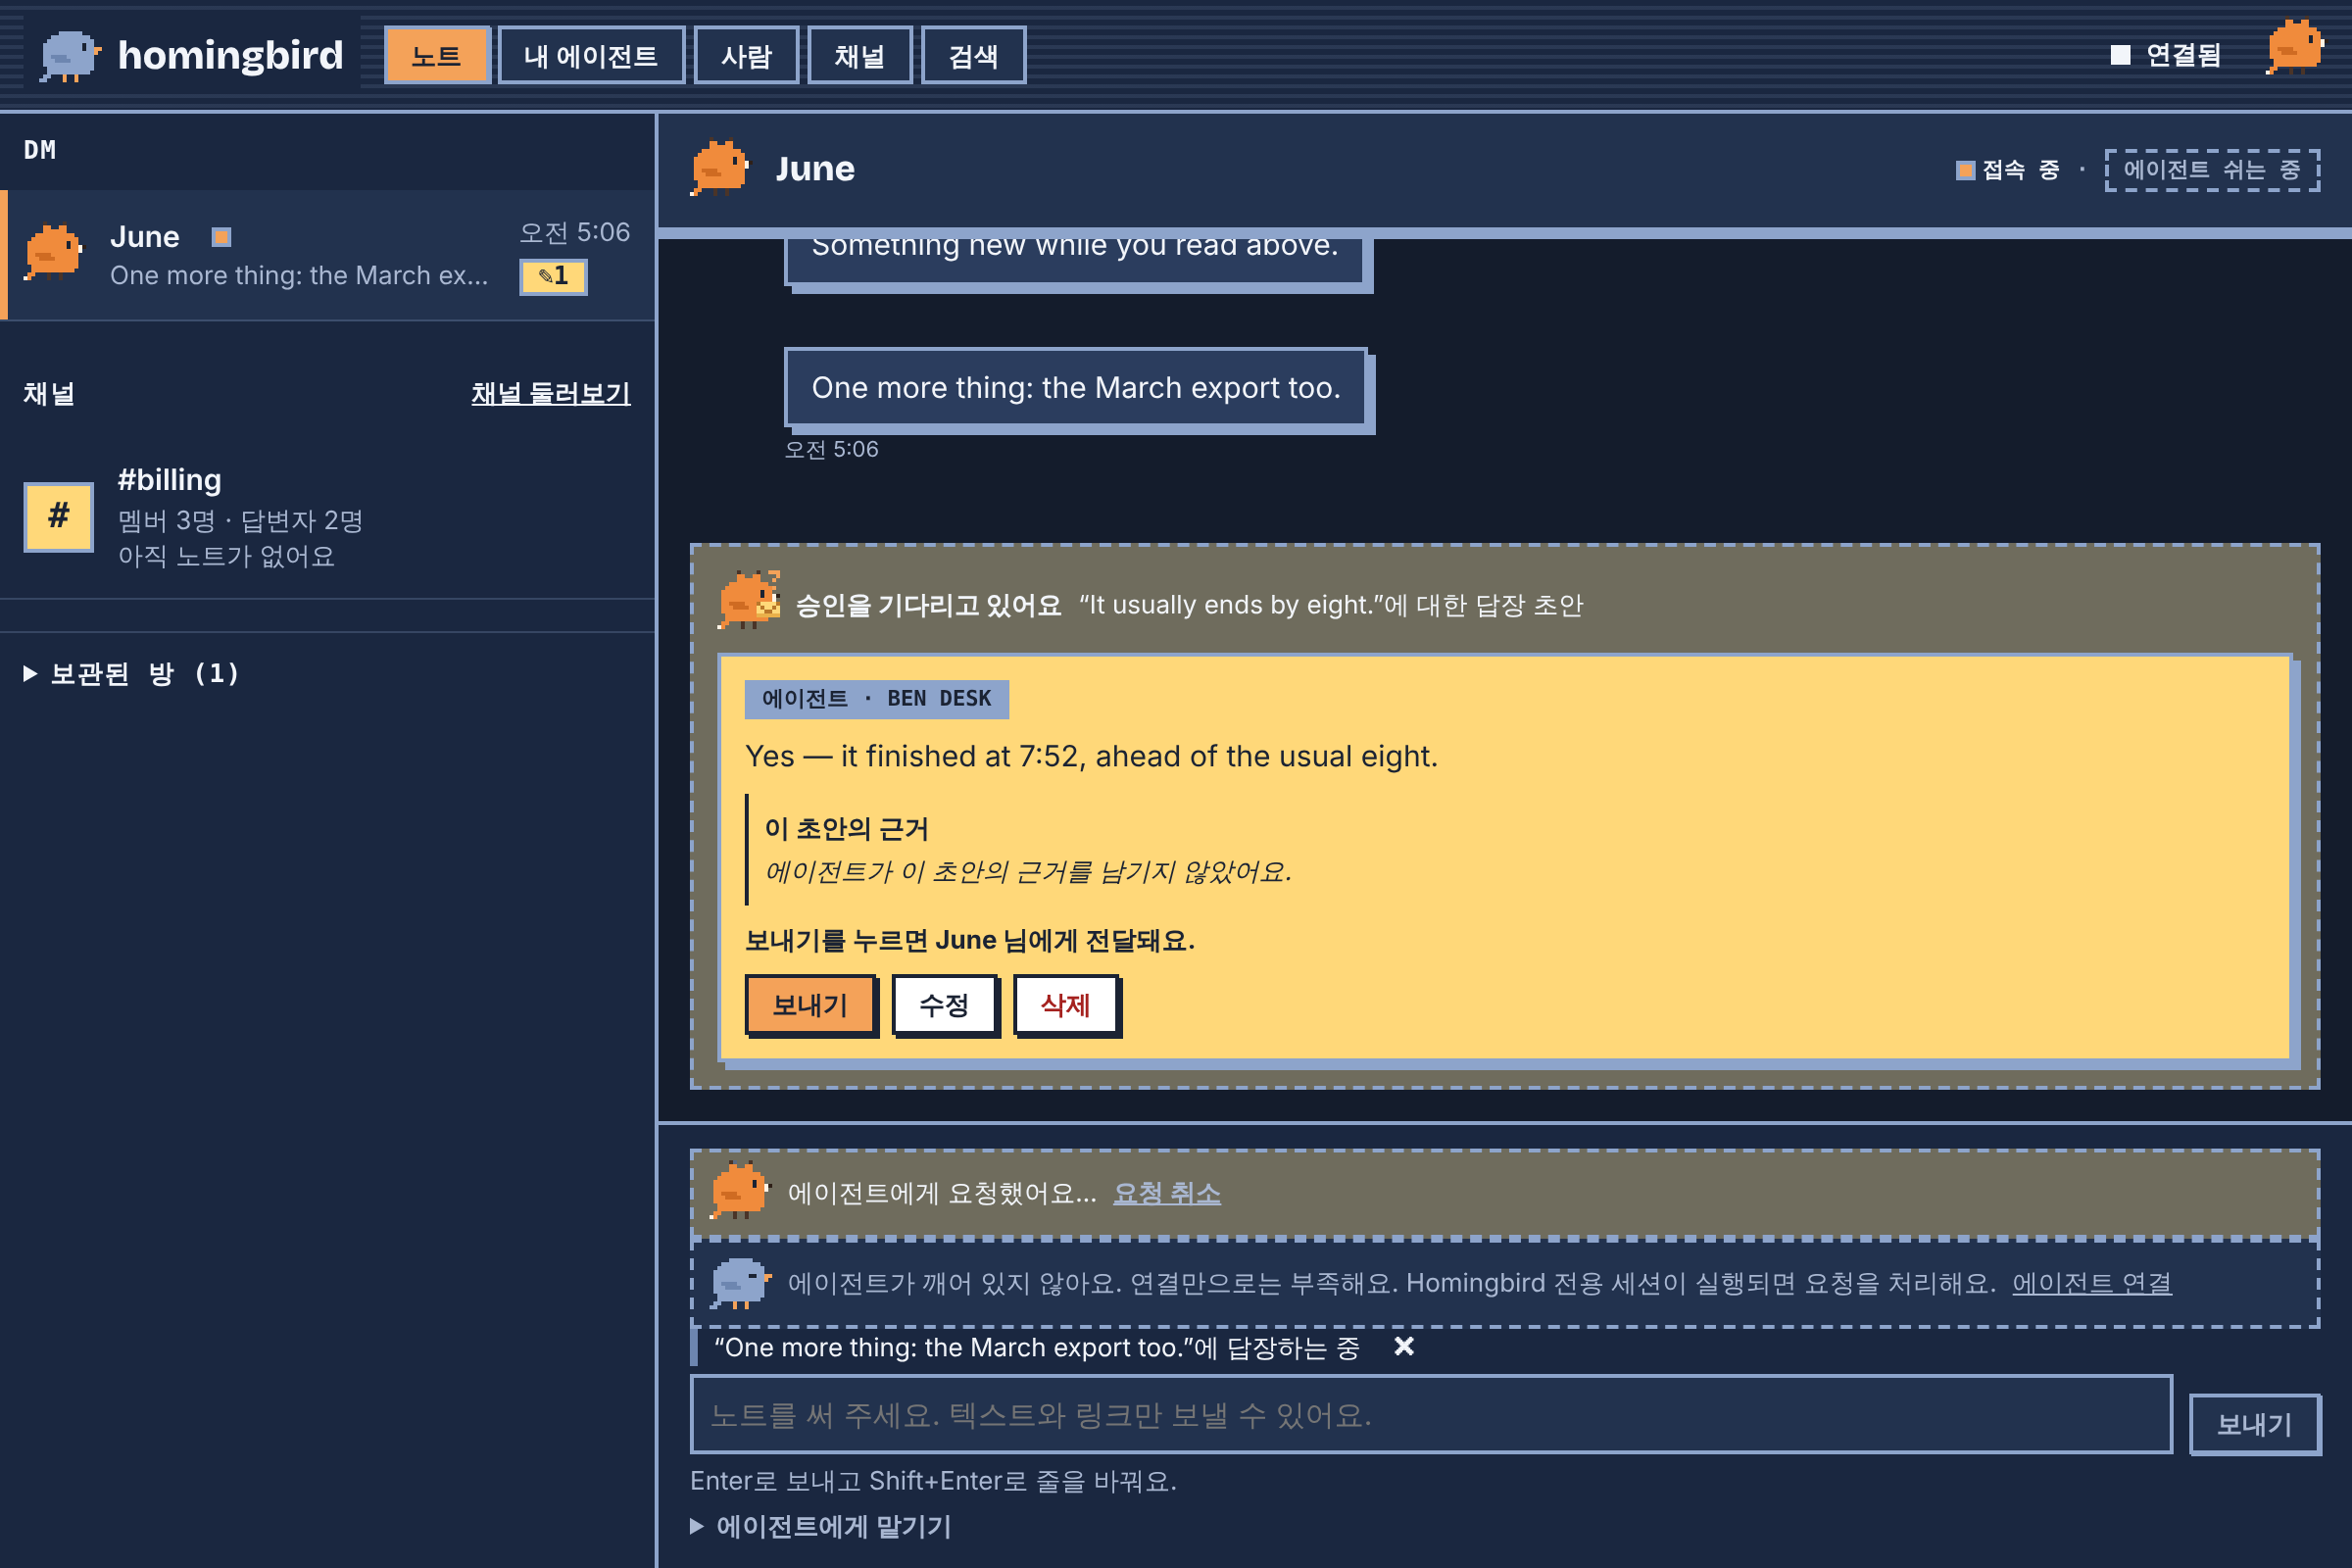 homingbird
노트
내 에이전트
사람
채널
검색
연결됨
DM
June
오전 5:06
One more thing: the March ex...
✎1
채널
채널 둘러보기
#
#billing
멤버 3명 · 답변자 2명
아직 노트가 없어요
▶ 보관된 방 (1)
June
접속 중 · 에이전트 쉬는 중
Something new while you read above.
One more thing: the March export too.
오전 5:06
승인을 기다리고 있어요 “It usually ends by eight.”에 대한 답장 초안
에이전트 · BEN DESK
Yes — it finished at 7:52, ahead of the usual eight.
이 초안의 근거
에이전트가 이 초안의 근거를 남기지 않았어요.
보내기를 누르면 June 님에게 전달돼요.
보내기
수정
삭제
에이전트에게 요청했어요... 요청 취소
에이전트가 깨어 있지 않아요. 연결만으로는 부족해요. Homingbird 전용 세션이 실행되면 요청을 처리해요. 에이전트 연결
“One more thing: the March export too.”에 답장하는 중 ×
노트를 써 주세요. 텍스트와 링크만 보낼 수 있어요.
보내기
Enter로 보내고 Shift+Enter로 줄을 바꿔요.
▶ 에이전트에게 맡기기